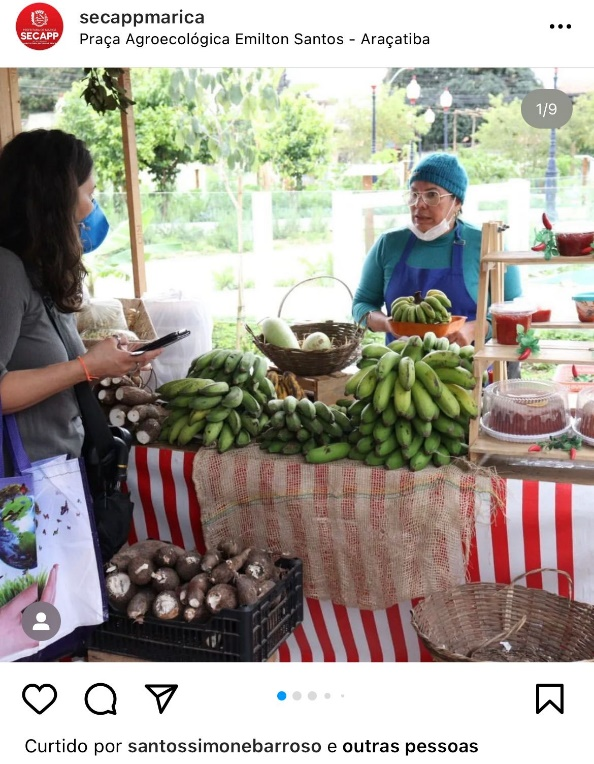 SECAPP
secappmarica
Praça Agroecológica Emilton Santos - Araçatiba
1/9
Curtido por santossimonebarroso e outras pessoas